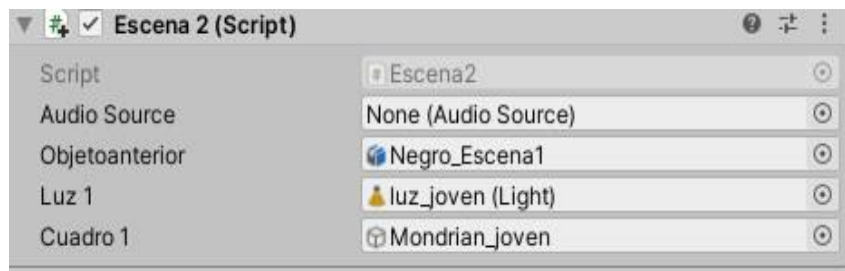 Escena 2 (Script)
Script Escena2
Audio Source None (Audio Source)
Objetoanterior Negro_Escena1
Luz 1 luz_joven (Light)
Cuadro 1 Mondrian_joven